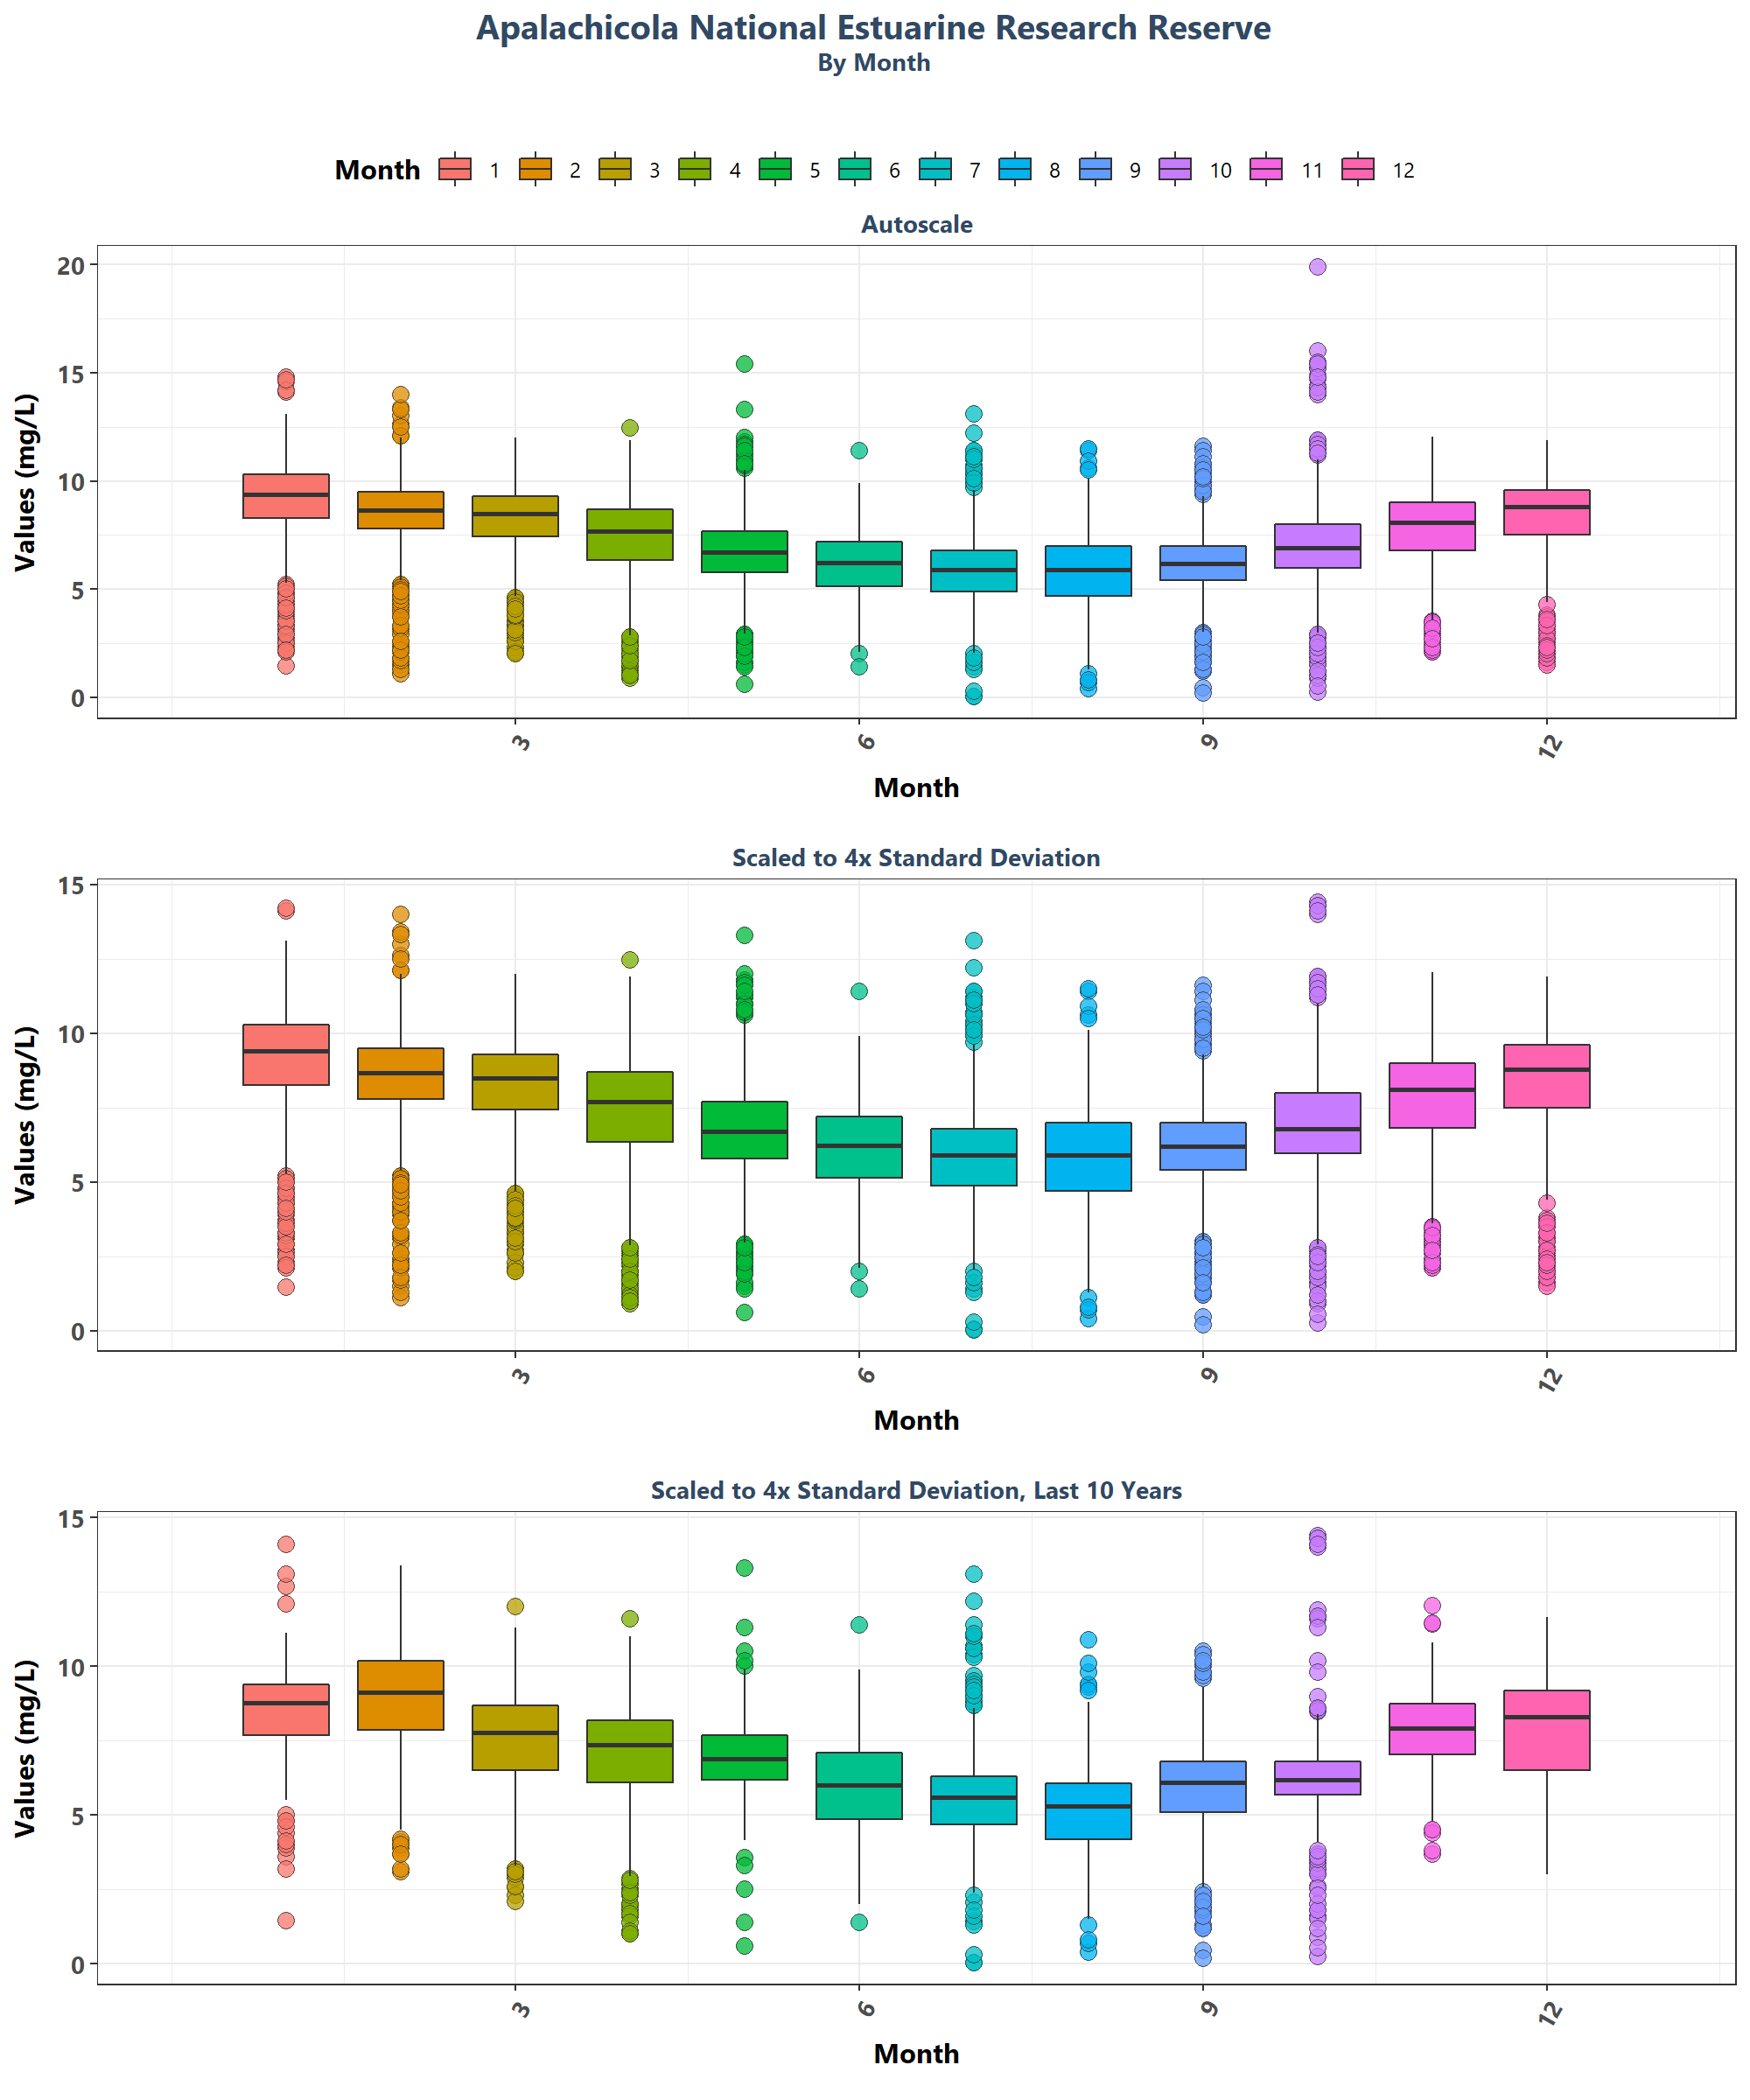 Apalachicola National Estuarine Research Reserve
By Month
Month 1 2 3 4 5 6 7 8 9 10 11 12
Autoscale
Values (mg/L)
20
15
10
5
0
3 6 9 12
Month
Scaled to 4x Standard Deviation
Values (mg/L)
15
10
5
0
3 6 9 12
Month
Scaled to 4x Standard Deviation, Last 10 Years
Values (mg/L)
15
10
5
0
3 6 9 12
Month